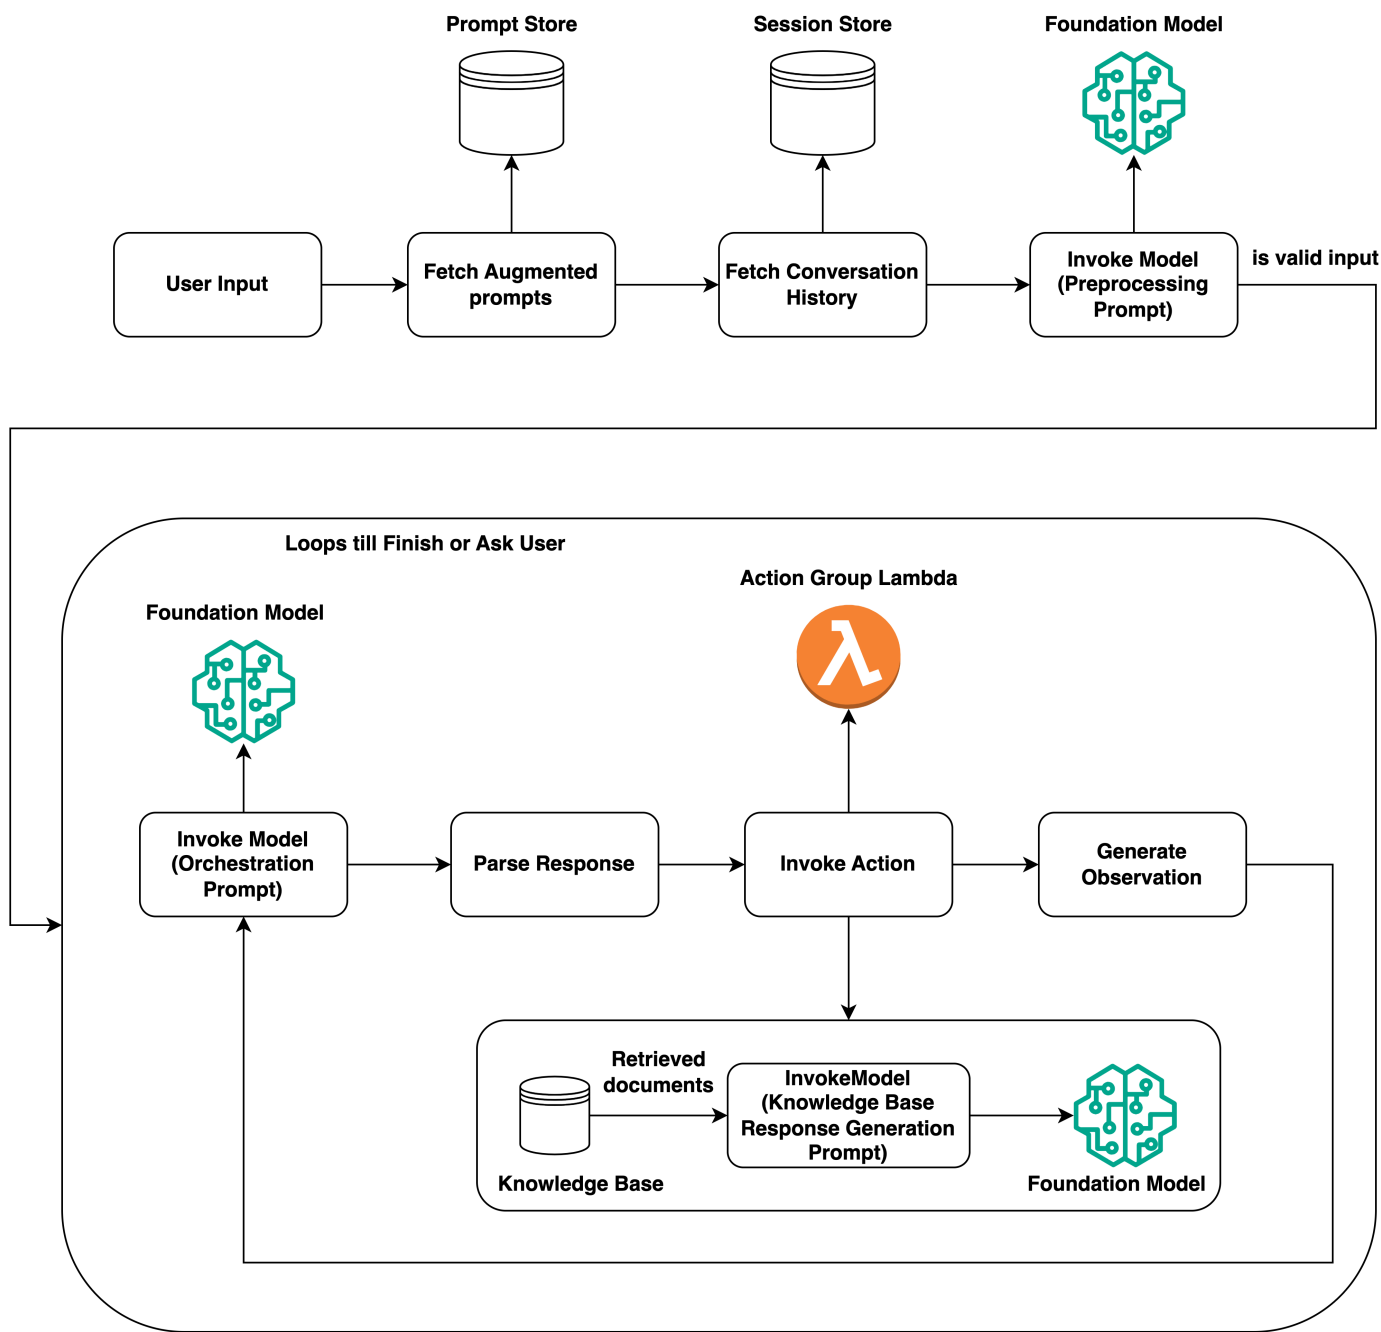 Prompt Store
Session Store
Foundation Model
User Input
Fetch Augmented
prompts
Fetch Conversation
History
Invoke Model
(Preprocessing
Prompt)
is valid input
Loops till Finish or Ask User
Foundation Model
Action Group Lambda
Invoke Model
(Orchestration
Prompt)
Parse Response
Invoke Action
Generate
Observation
Retrieved
documents
InvokeModel
(Knowledge Base
Response Generation
Prompt)
Knowledge Base
Foundation Model